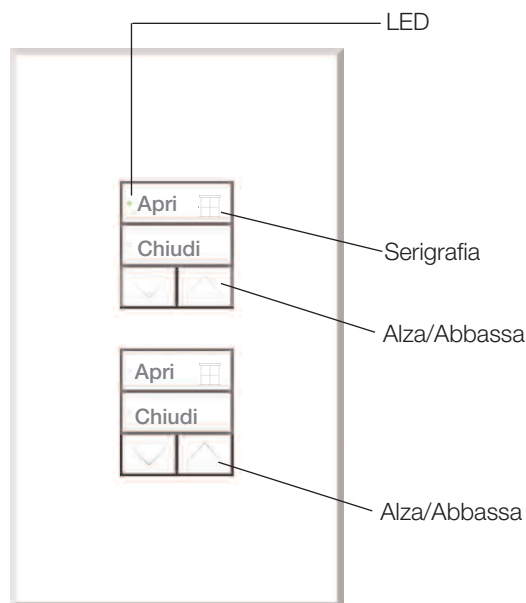 LED
Apri
Serigrafia
Chiudi
Alza/Abbassa
Apri
Chiudi
Alza/Abbassa